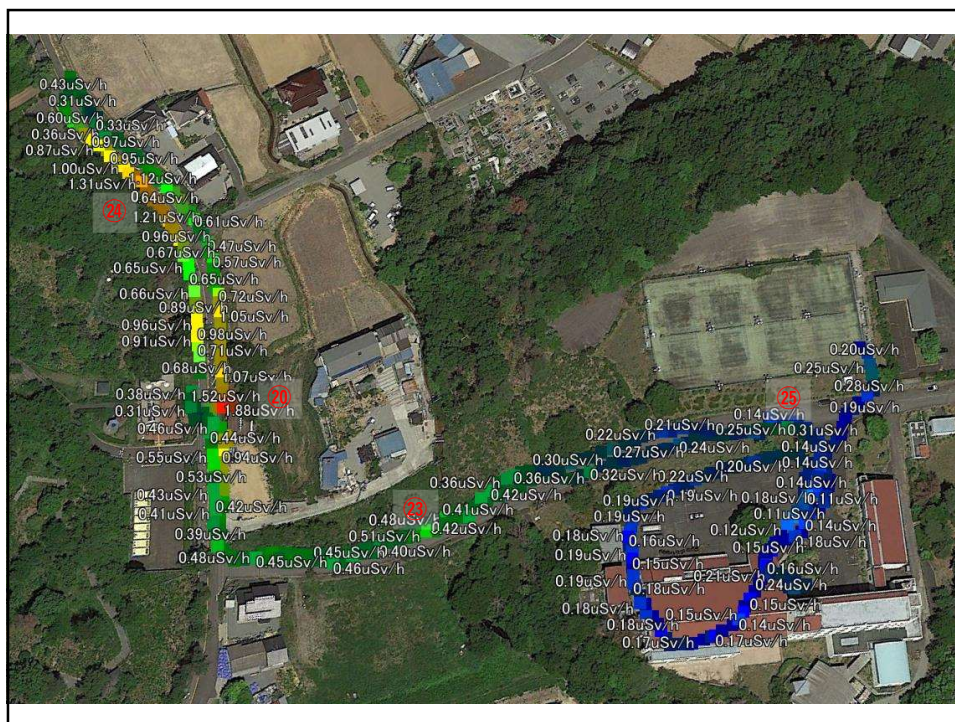 0.43uSv/h
0.31uSv/h
0.60uSv/h
0.33uSv/h
0.36uSv/h
0.97uSv/h
0.87uSv/h
0.95uSv/h
1.00uSv/h
1.12uSv/h
1.31uSv/h
0.64uSv/h
㉔
1.21uSv/h
0.61uSv/h
0.96uSv/h
0.47uSv/h
0.67uSv/h
0.57uSv/h
0.65uSv/h
0.65uSv/h
0.66uSv/h
0.72uSv/h
0.89uSv/h
1.05uSv/h
0.96uSv/h
0.98uSv/h
0.91uSv/h
0.71uSv/h
0.68uSv/h
1.07uSv/h
0.38uSv/h
1.52uSv/h
⑳
0.31uSv/h
1.88uSv/h
0.46uSv/h
0.44uSv/h
0.55uSv/h
0.94uSv/h
0.53uSv/h
0.43uSv/h
0.42uSv/h
0.41uSv/h
0.39uSv/h
0.48uSv/h
0.45uSv/h
0.45uSv/h
0.46uSv/h
0.40uSv/h
0.51uSv/h
0.48uSv/h
㉓
0.42uSv/h
0.41uSv/h
0.36uSv/h
0.42uSv/h
0.36uSv/h
0.30uSv/h
0.32uSv/h
0.27uSv/h
0.22uSv/h
0.21uSv/h
0.24uSv/h
0.25uSv/h
0.14uSv/h
㉕
0.20uSv/h
0.25uSv/h
0.28uSv/h
0.19uSv/h
0.31uSv/h
0.14uSv/h
0.14uSv/h
0.20uSv/h
0.22uSv/h
0.19uSv/h
0.19uSv/h
0.19uSv/h
0.14uSv/h
0.18uSv/h
0.11uSv/h
0.11uSv/h
0.14uSv/h
0.12uSv/h
0.18uSv/h
0.18uSv/h
0.16uSv/h
0.15uSv/h
0.19uSv/h
0.15uSv/h
0.16uSv/h
0.21uSv/h
0.19uSv/h
0.18uSv/h
0.24uSv/h
0.18uSv/h
0.15uSv/h
0.15uSv/h
0.18uSv/h
0.14uSv/h
0.17uSv/h
0.17uSv/h